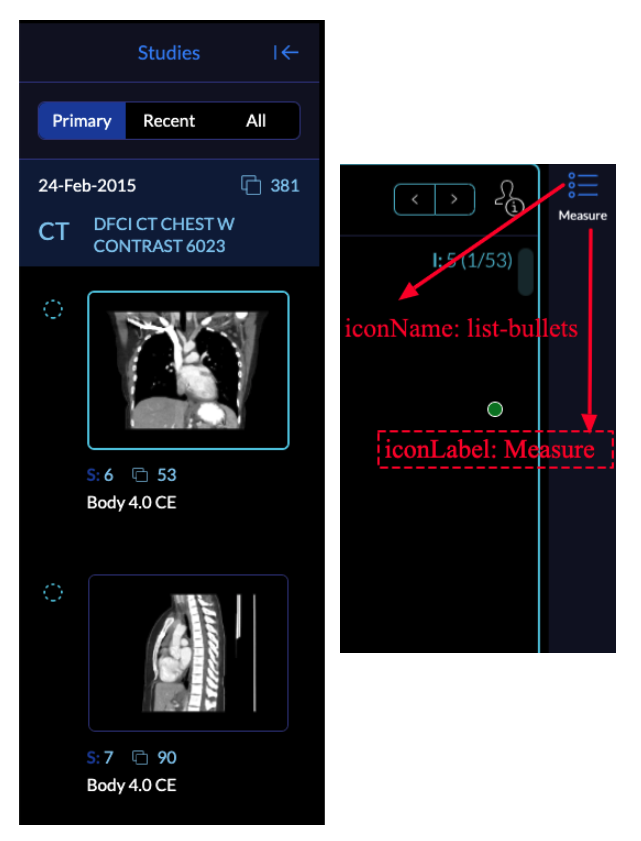 Studies
Primary Recent All
24-Feb-2015 381
CT DFCI CT CHEST W
CONTRAST 6023
S: 6 53
Body 4.0 CE
S: 7 90
Body 4.0 CE
< >
Measure
I: 5 (1/53)
iconName: list-bullets
iconLabel: Measure